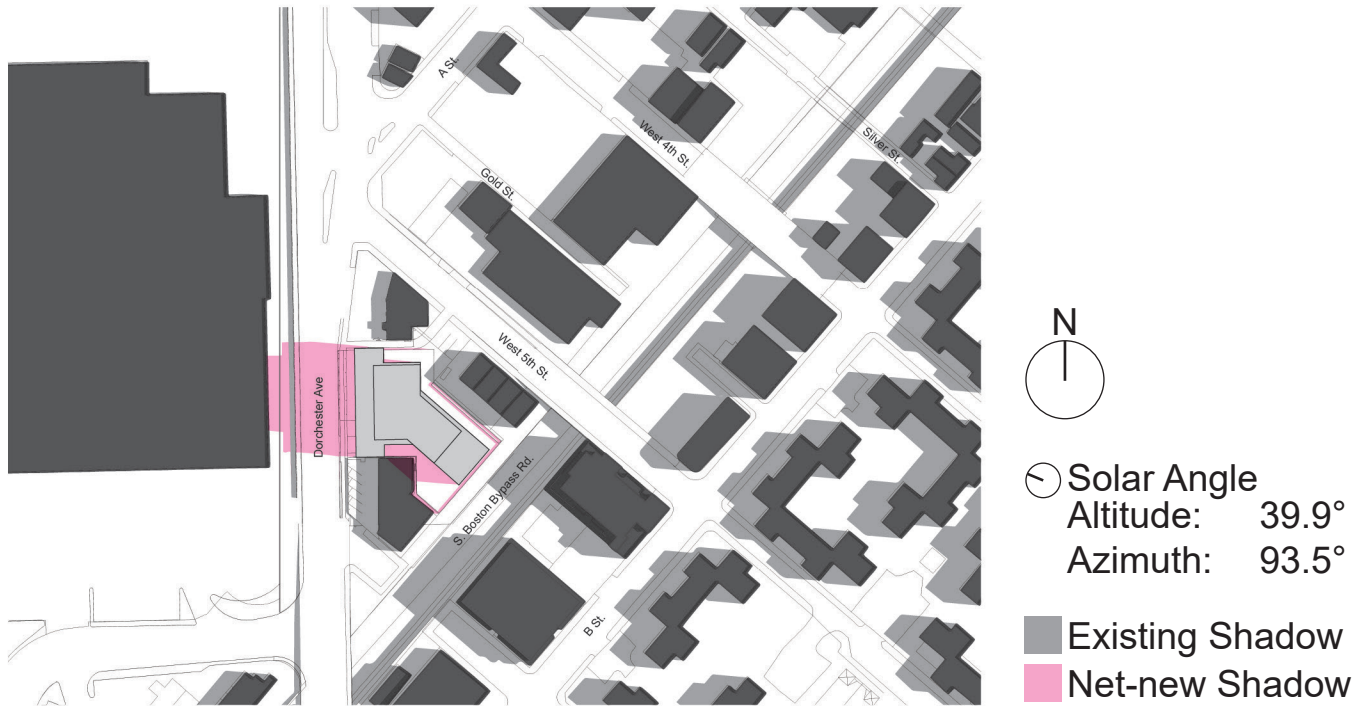 A St.
West 4th St.
Silver St.
Gold St.
West 5th St.
Dorchester Ave
S. Boston Bypass Rd.
B St.
N
Solar Angle
Altitude: 39.9°
Azimuth: 93.5°
Existing Shadow
Net-new Shadow